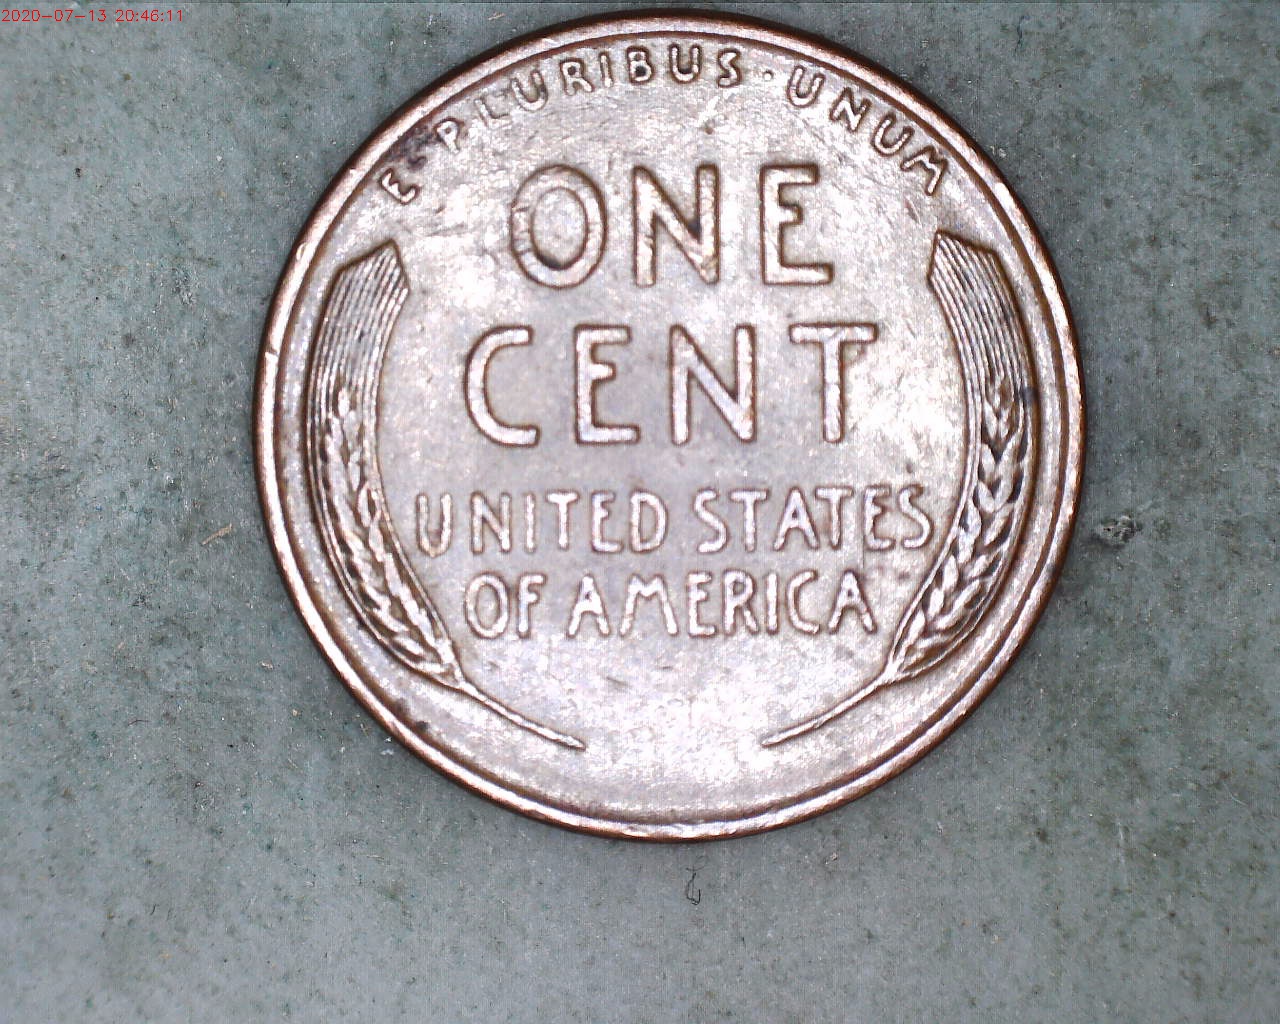 2020-07-13 20:46:11
E · PLURIBUS · UNUM
ONE
CENT
UNITED STATES
OF AMERICA